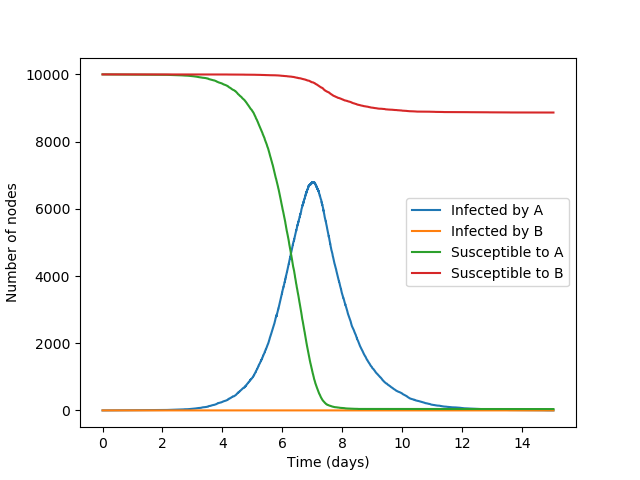 10000
8000
6000
4000
2000
0
Number of nodes
Infected by A
Infected by B
Susceptible to A
Susceptible to B
0 2 4 6 8 10 12 14
Time (days)